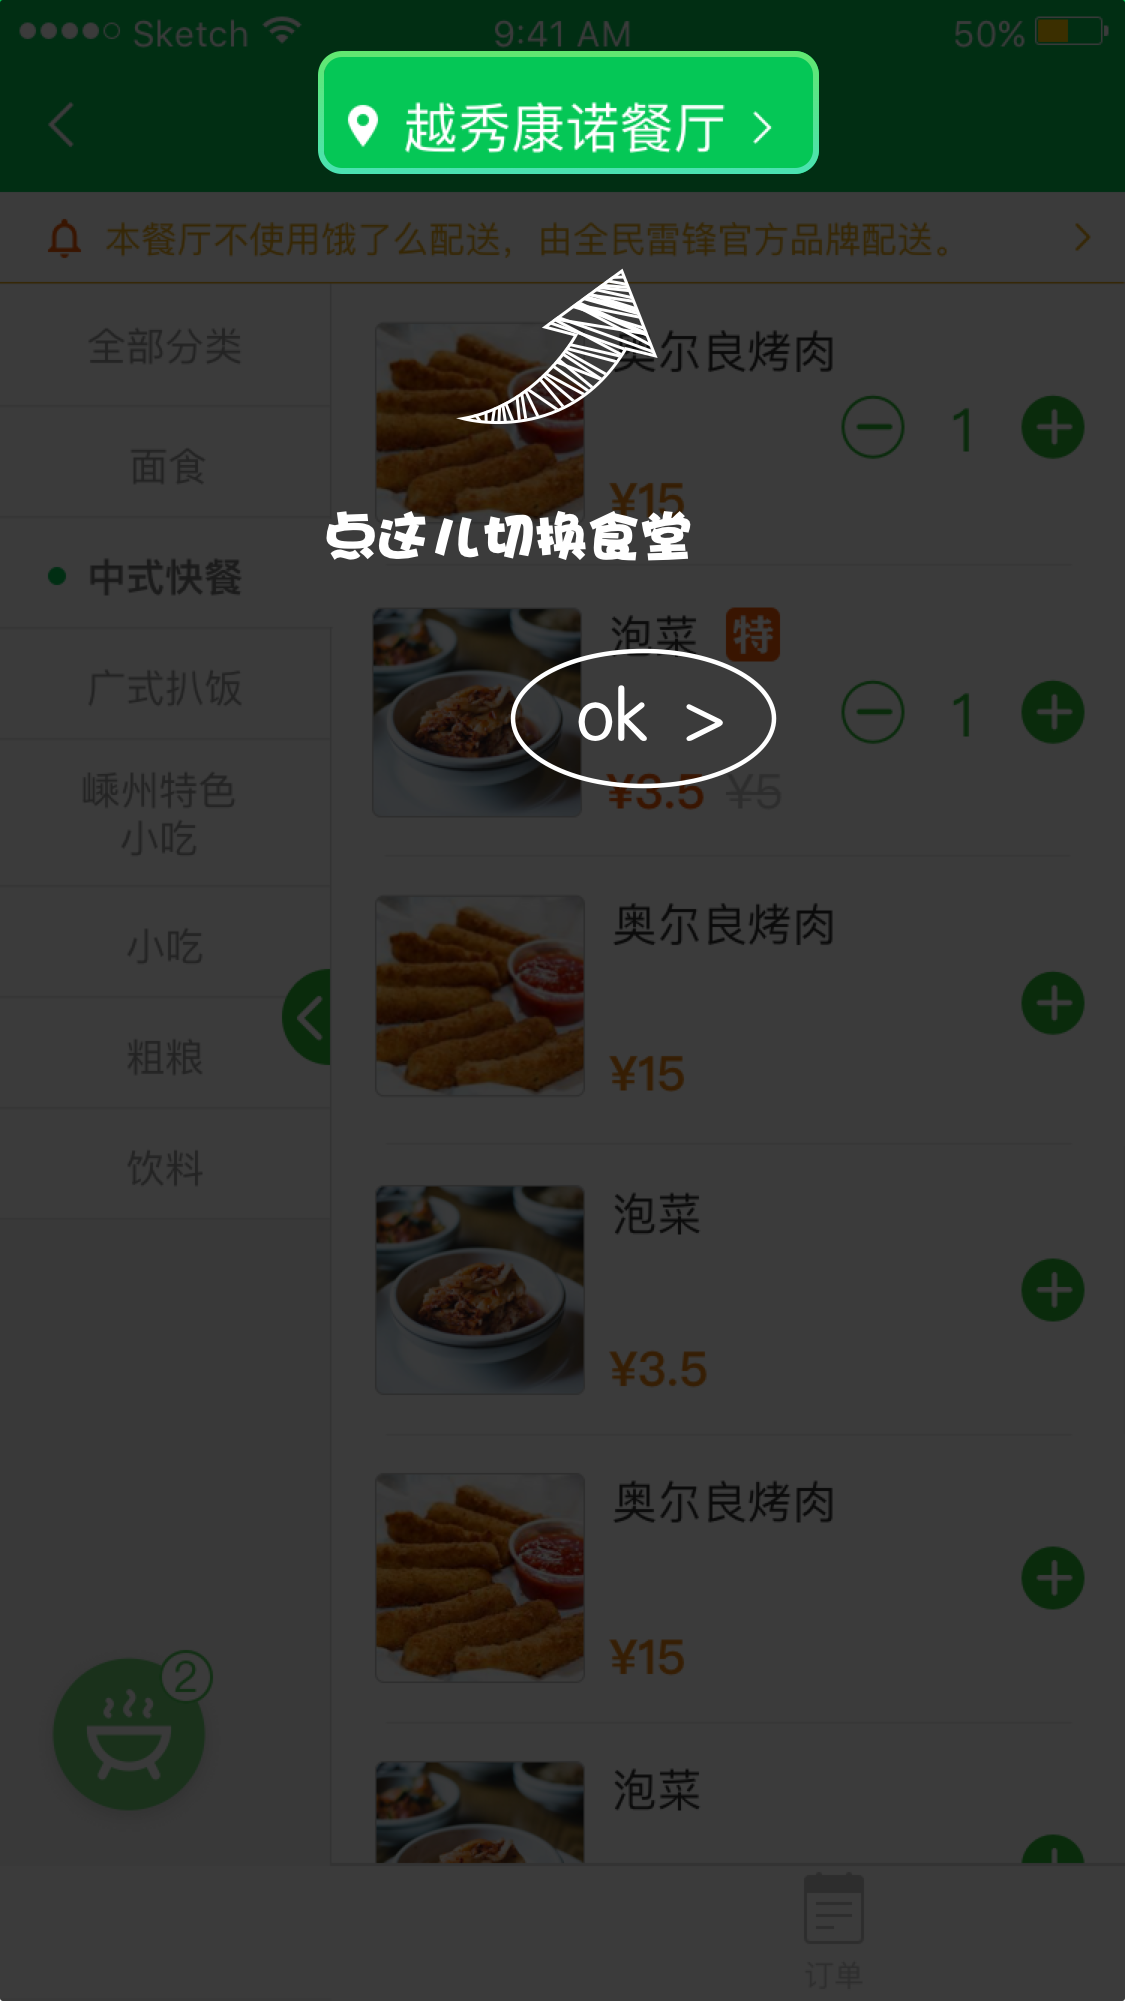 Sketch 9:41 AM 50%
越秀康诺餐厅 >
本餐厅不使用饿了么配送，由全民雷锋官方品牌配送。
全部分类
面食
中式快餐
广式扒饭
嵊州特色
小吃
小吃
粗粮
饮料
奥尔良烤肉
1
¥15
点这儿切换食堂
泡菜 特
ok >
1
¥3.5 ¥5
奥尔良烤肉
¥15
泡菜
¥3.5
奥尔良烤肉
¥15
泡菜
2
订单